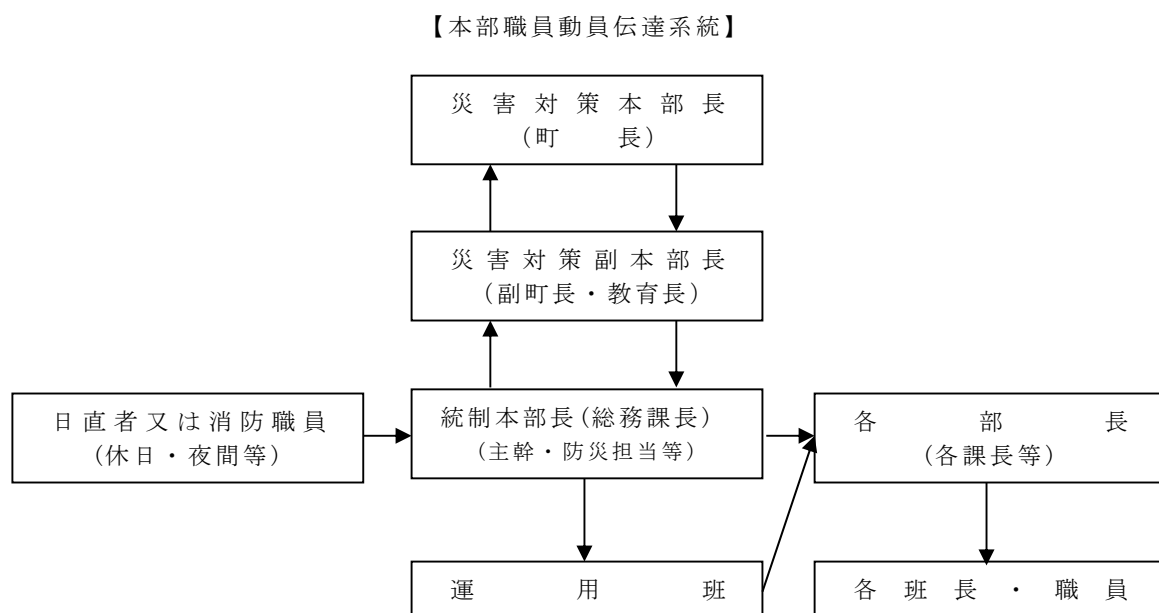 【本部職員動員伝達系統】
災害対策本部長
(町　長)
災害対策副本部長
(副町長・教育長)
日直者又は消防職員
(休日・夜間等)
統制本部長(総務課長)
(主幹・防災担当等)
各部長
(各課長等)
運用班
各班長・職員